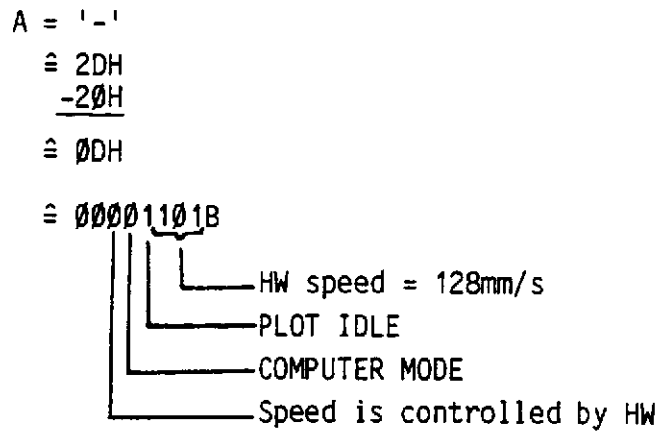 A = '-'
≙ 2DH
-20H
≙ 0DH
≙ 00001101B
HW speed = 128mm/s
PLOT IDLE
COMPUTER MODE
Speed is controlled by HW